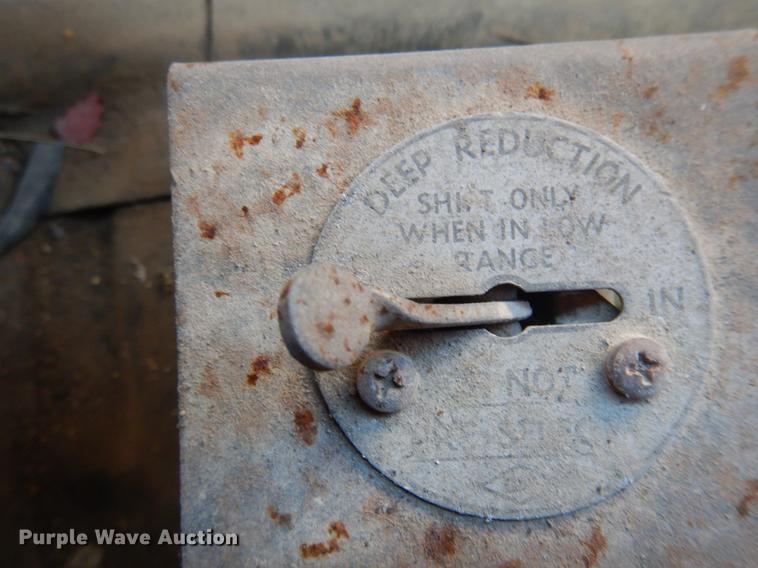 DEEP REDUCTION
SHIFT ONLY
WHEN IN LOW
RANGE
IN
NOT
Purple Wave Auction